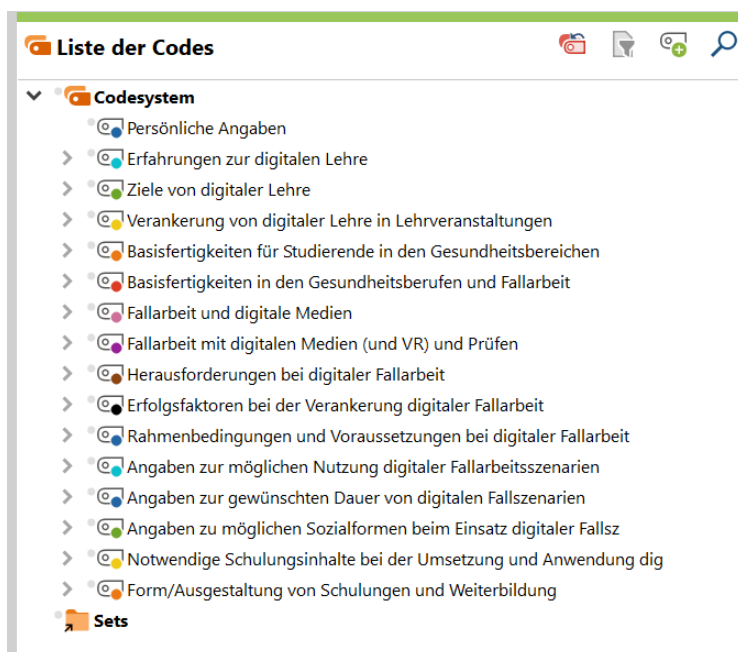 Liste der Codes
Codesystem
Persönliche Angaben
Erfahrungen zur digitalen Lehre
Ziele von digitaler Lehre
Verankerung von digitaler Lehre in Lehrveranstaltungen
Basisfertigkeiten für Studierende in den Gesundheitsbereichen
Basisfertigkeiten in den Gesundheitsberufen und Fallarbeit
Fallarbeit und digitale Medien
Fallarbeit mit digitalen Medien (und VR) und Prüfen
Herausforderungen bei digitaler Fallarbeit
Erfolgsfaktoren bei der Verankerung digitaler Fallarbeit
Rahmenbedingungen und Voraussetzungen bei digitaler Fallarbeit
Angaben zur möglichen Nutzung digitaler Fallarbeitsszenarien
Angaben zur gewünschten Dauer von digitalen Fallszenarien
Angaben zu möglichen Sozialformen beim Einsatz digitaler Fallsz
Notwendige Schulungsinhalte bei der Umsetzung und Anwendung dig
Form/Ausgestaltung von Schulungen und Weiterbildung
Sets